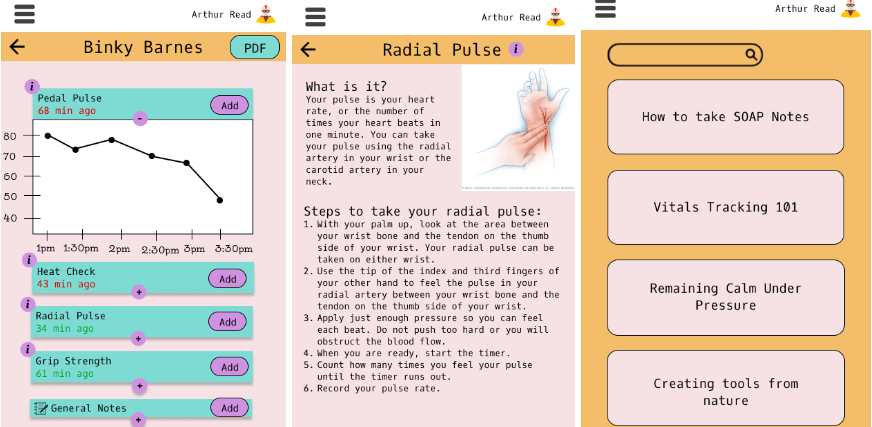 Arthur Read
Binky Barnes
PDF
i
Pedal Pulse
68 min ago
Add
-
80
70
60
50
40
1pm 1:30pm 2pm 2:30pm 3pm 3:30pm
i
Heat Check
43 min ago
Add
+
i
Radial Pulse
34 min ago
Add
+
i
Grip Strength
61 min ago
Add
+
General Notes
Add
+
Arthur Read
Radial Pulse i
What is it?
Your pulse is your heart
rate, or the number of
times your heart beats in
one minute. You can take
your pulse using the radial
artery in your wrist or the
carotid artery in your
neck.
Steps to take your radial pulse:
1. With your palm up, look at the area between
your wrist bone and the tendon on the thumb
side of your wrist. Your radial pulse can be
taken on either wrist.
2. Use the tip of the index and third fingers of
your other hand to feel the pulse in your
radial artery between your wrist bone and the
tendon on the thumb side of your wrist.
3. Apply just enough pressure so you can feel
each beat. Do not push too hard or you will
obstruct the blood flow.
4. When you are ready, start the timer.
5. Count how many times you feel your pulse
until the timer runs out.
6. Record your pulse rate.
Arthur Read
How to take SOAP Notes
Vitals Tracking 101
Remaining Calm Under
Pressure
Creating tools from
nature